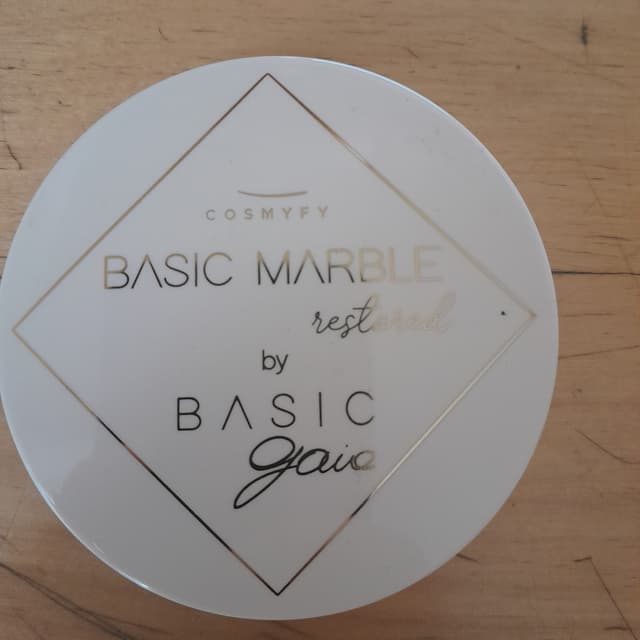 COSMYFY
BASIC MARBLE
restored
by
BASIC
gaia